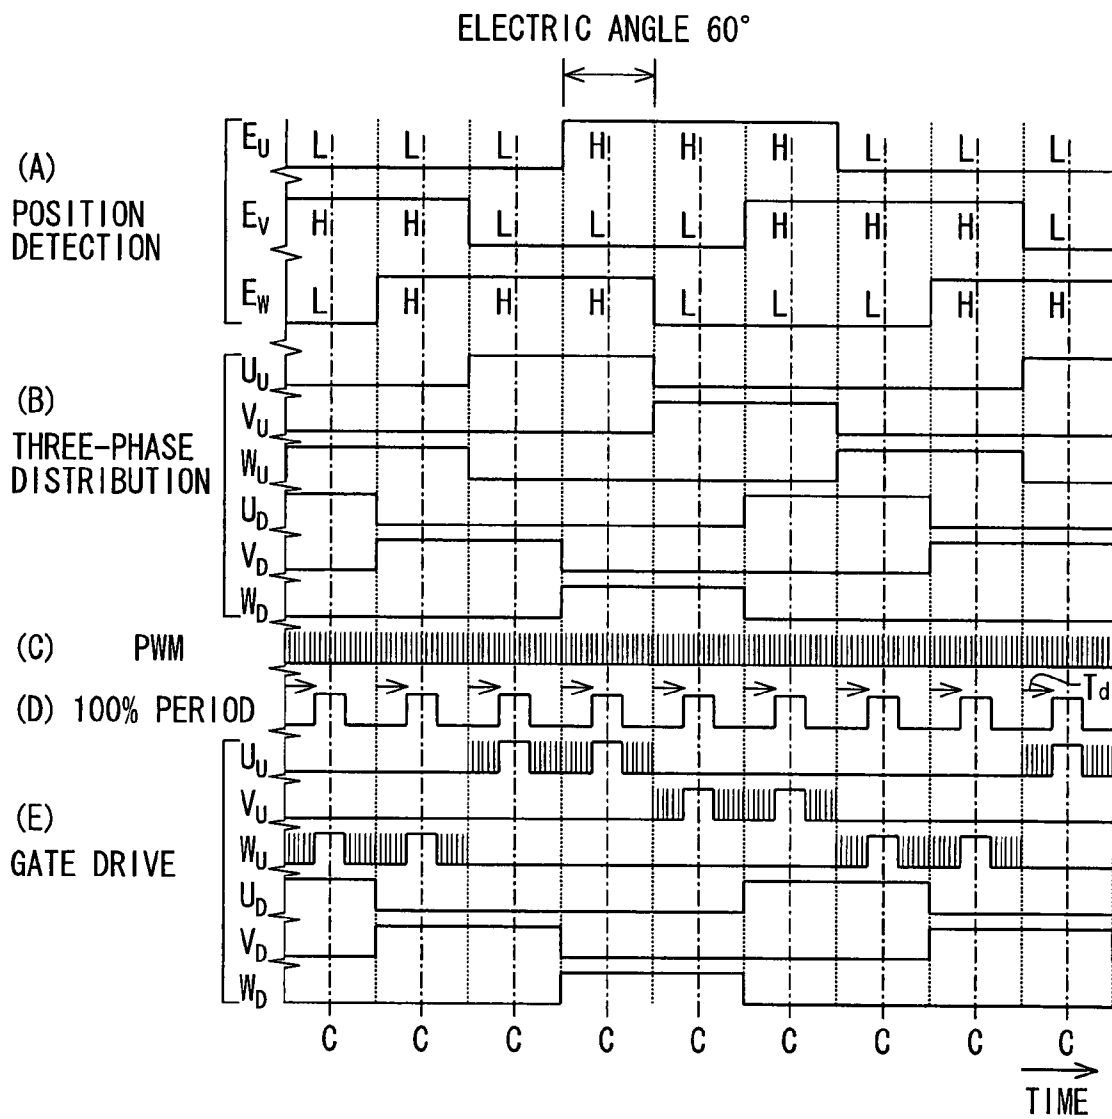 ELECTRIC ANGLE 60°
(A)
POSITION
DETECTION
E_U L L L H H H L L L
E_V H H L L L H H H L
E_W L H H H L L L H H
(B)
THREE-PHASE
DISTRIBUTION
U_U
V_U
W_U
U_D
V_D
W_D
(C) PWM
(D) 100% PERIOD T_d
(E)
GATE DRIVE
U_U
V_U
W_U
U_D
V_D
W_D
C C C C C C C C C
TIME